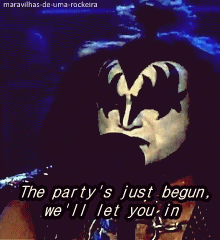 maravilhas-de-uma-rockeira
The party's just begun,
we'll let you in